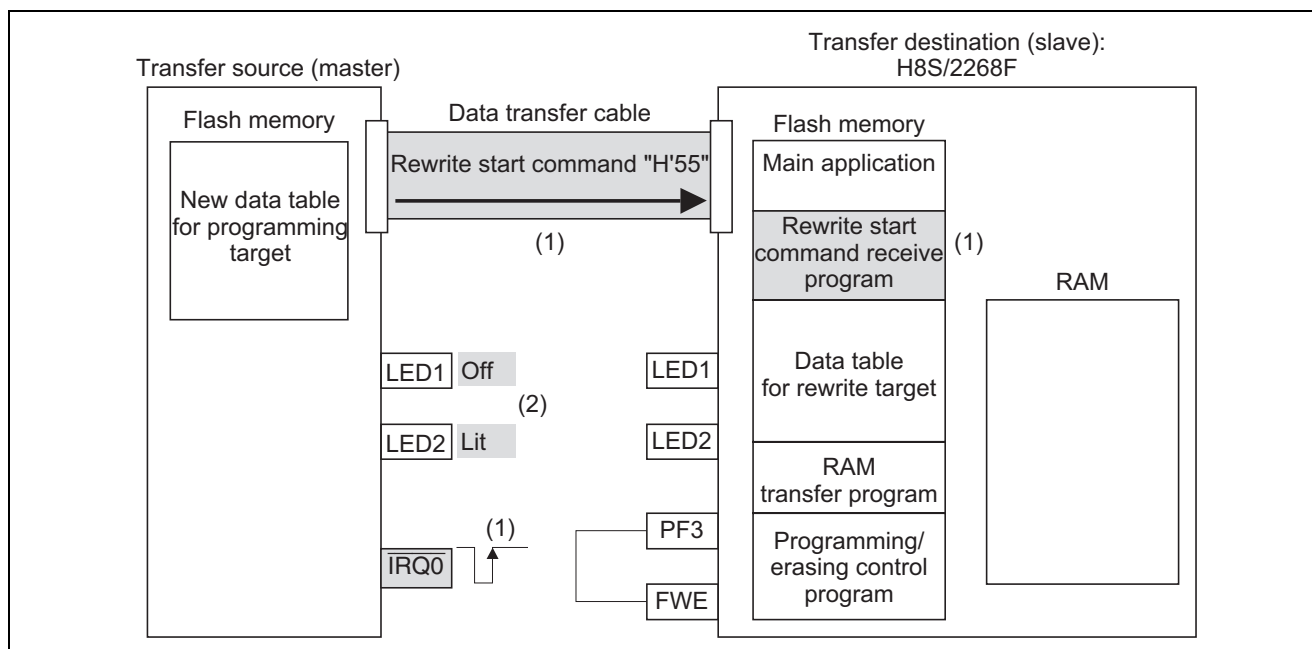 Transfer destination (slave):
H8S/2268F
Transfer source (master)
Flash memory
New data table
for programming
target
Data transfer cable
Rewrite start command "H'55"
(1)
LED1 Off
(2)
LED2 Lit
IRQ0
(1)
Flash memory
Main application
Rewrite start
command receive
program
(1)
Data table
for rewrite target
RAM
transfer program
Programming/
erasing control
program
RAM
LED1
LED2
PF3
FWE